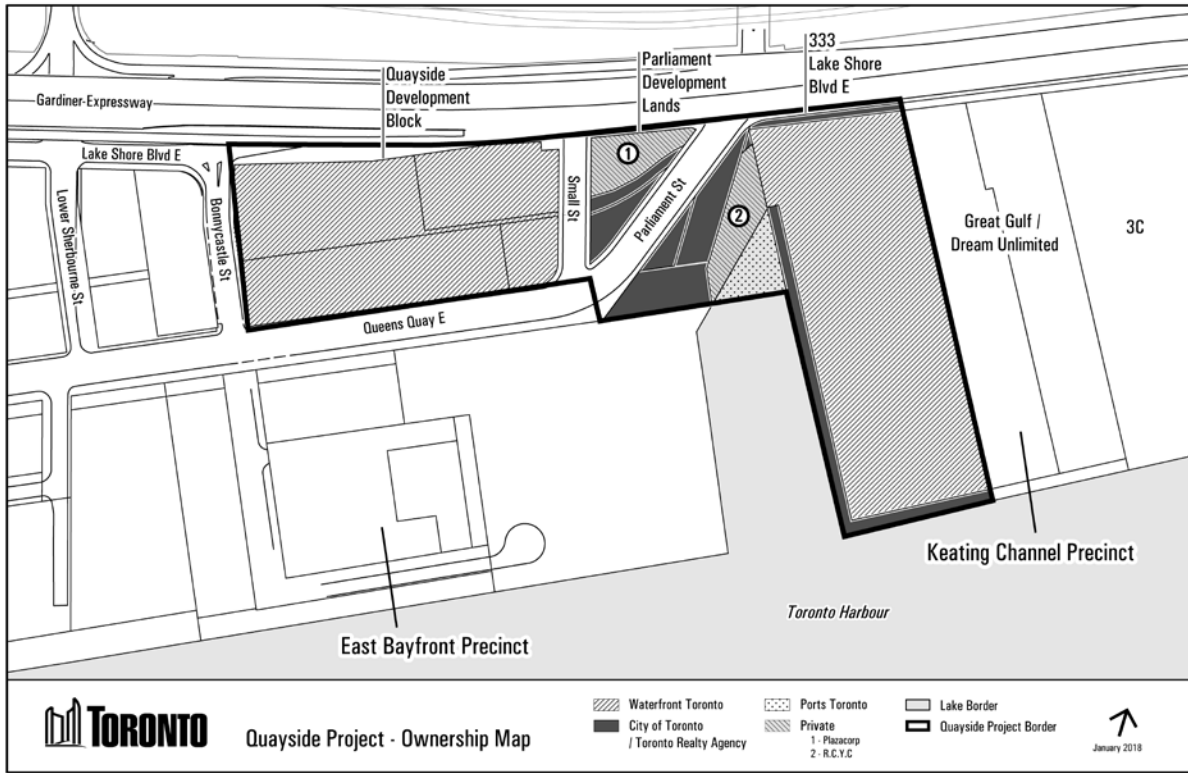 Quayside
Development
Block
Parliament
Development
Lands
333
Lake Shore
Blvd E
Gardiner-Expressway
Lake Shore Blvd E
Lower Sherbourne St.
Bonnycastle St
Small St
Parliament St
1
2
Queens Quay E
Great Gulf /
Dream Unlimited
3C
Keating Channel Precinct
East Bayfront Precinct
Toronto Harbour
TORONTO
Quayside Project - Ownership Map
Waterfront Toronto
City of Toronto
/ Toronto Realty Agency
Ports Toronto
Private
1 - Plazacorp
2 - R.C.Y.C
Lake Border
Quayside Project Border
January 2018